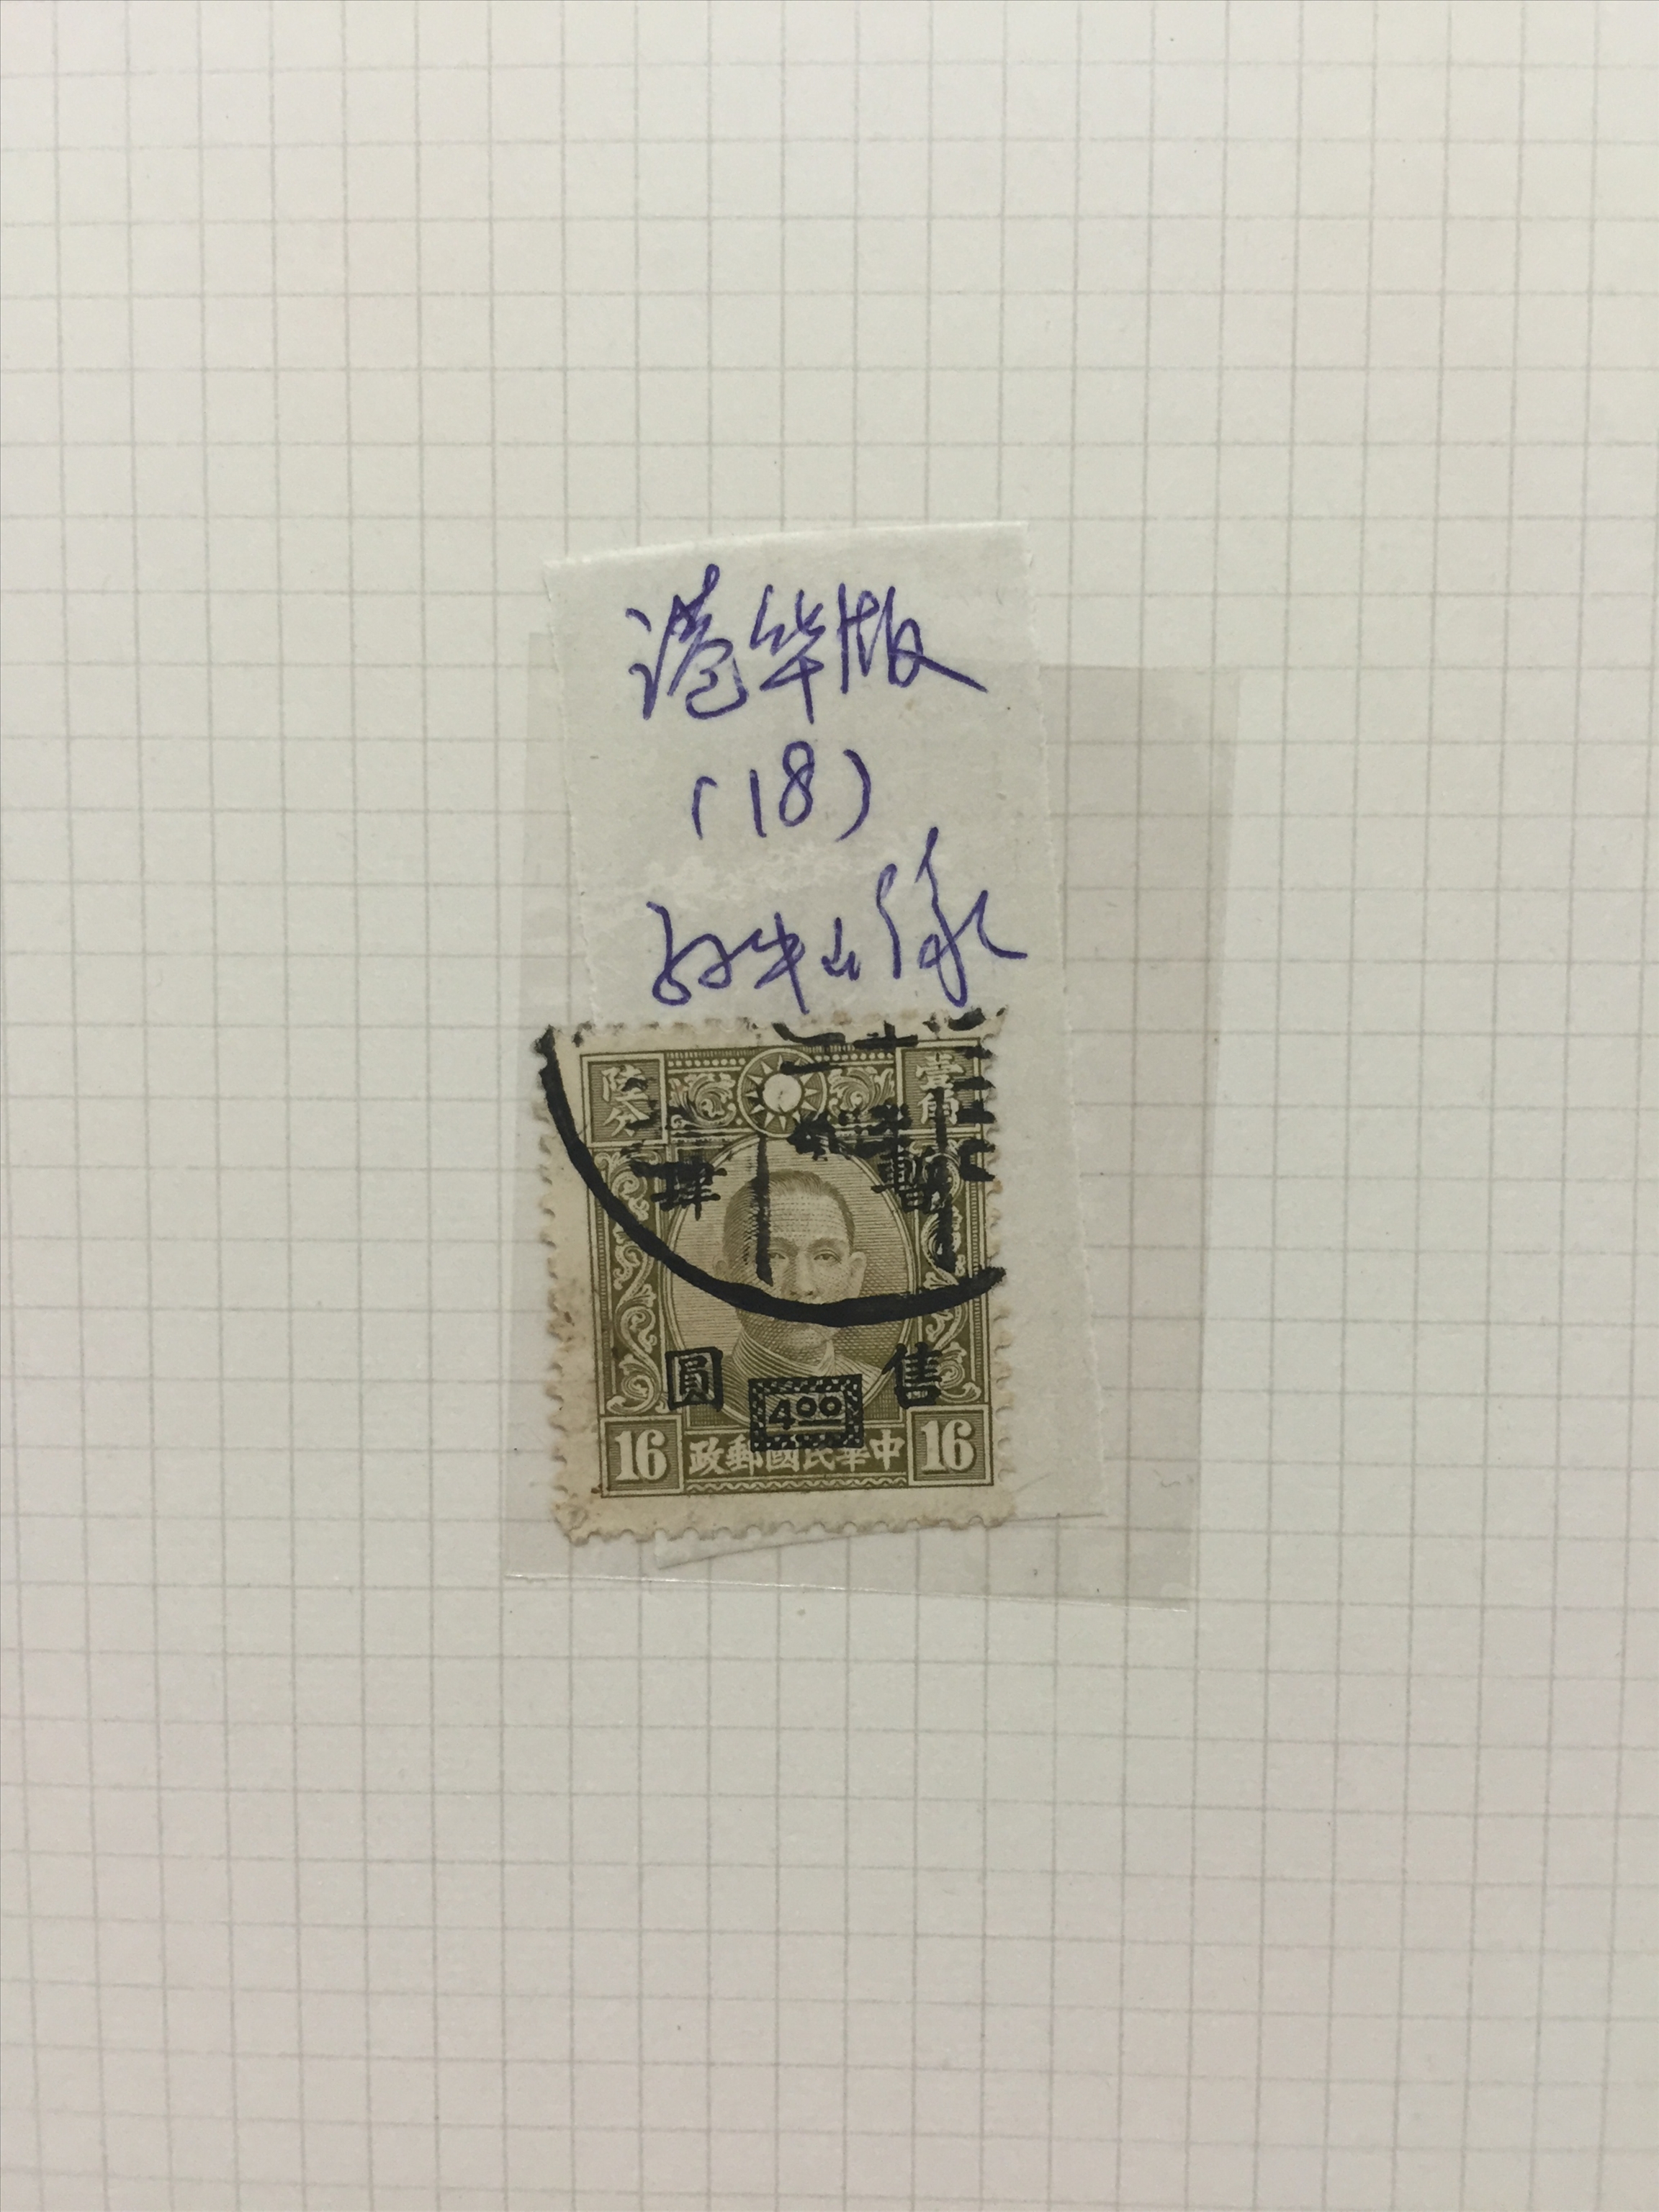 港华版
(18)
孙中山像
陸分 壹角
肆 暫
圓 售
4.00
16 政郵國民華中 16